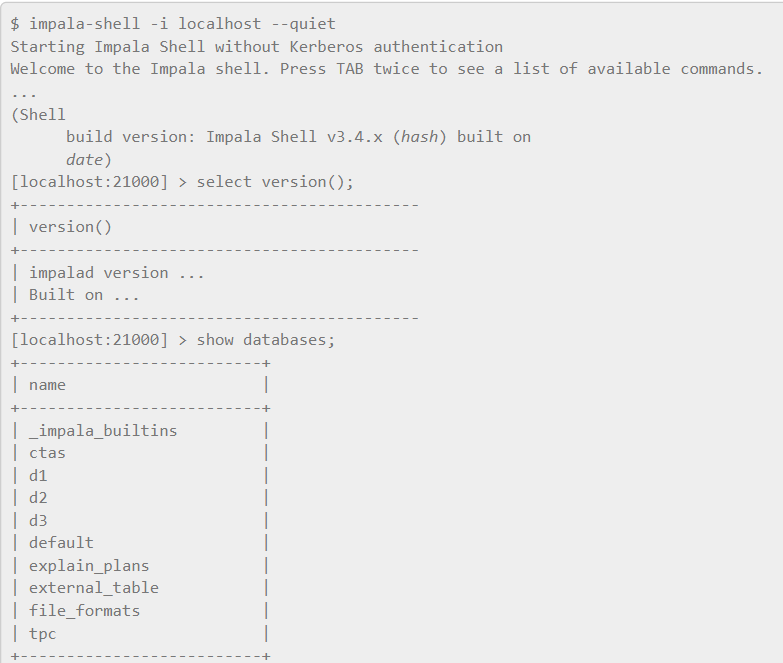 $ impala-shell -i localhost --quiet
Starting Impala Shell without Kerberos authentication
Welcome to the Impala shell. Press TAB twice to see a list of available commands.
...
(Shell
      build version: Impala Shell v3.4.x (hash) built on
      date)
[localhost:21000] > select version();
+-------------------------------------------
| version()
+-------------------------------------------
| impalad version ...
| Built on ...
+-------------------------------------------
[localhost:21000] > show databases;
+--------------------------+
| name                     |
+--------------------------+
| _impala_builtins         |
| ctas                     |
| d1                       |
| d2                       |
| d3                       |
| default                  |
| explain_plans            |
| external_table           |
| file_formats             |
| tpc                      |
+--------------------------+